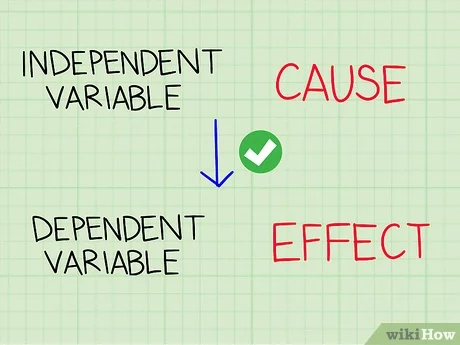 INDEPENDENT
VARIABLE
CAUSE
DEPENDENT
VARIABLE
EFFECT
wikiHow